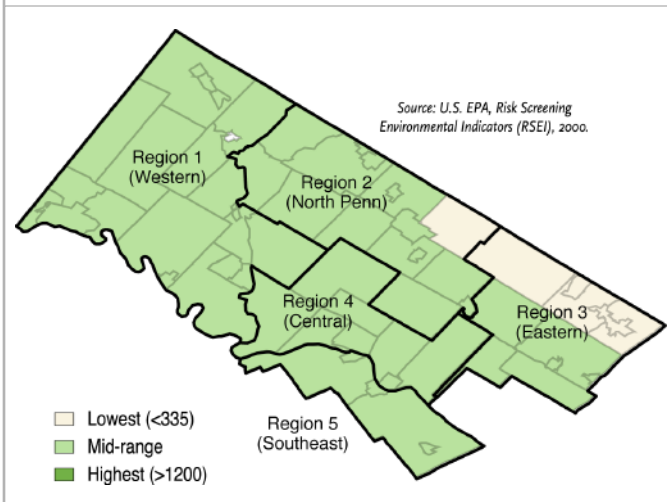 Source: U.S. EPA, Risk Screening
Environmental Indicators (RSEI), 2000.
Region 1
(Western)
Region 2
(North Penn)
Region 3
(Eastern)
Region 4
(Central)
Region 5
(Southeast)
Lowest (<335)
Mid-range
Highest (>1200)